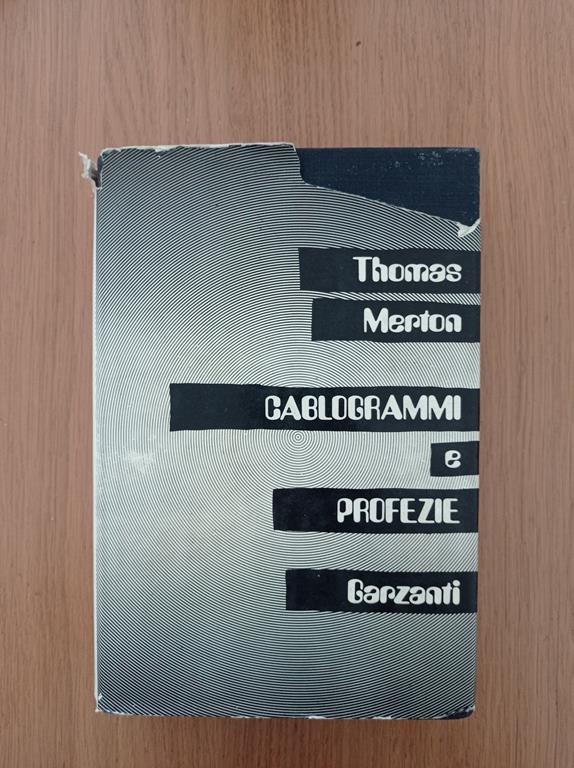 Thomas
Merton
CABLOGRAMMI
e
PROFEZIE
Garzanti